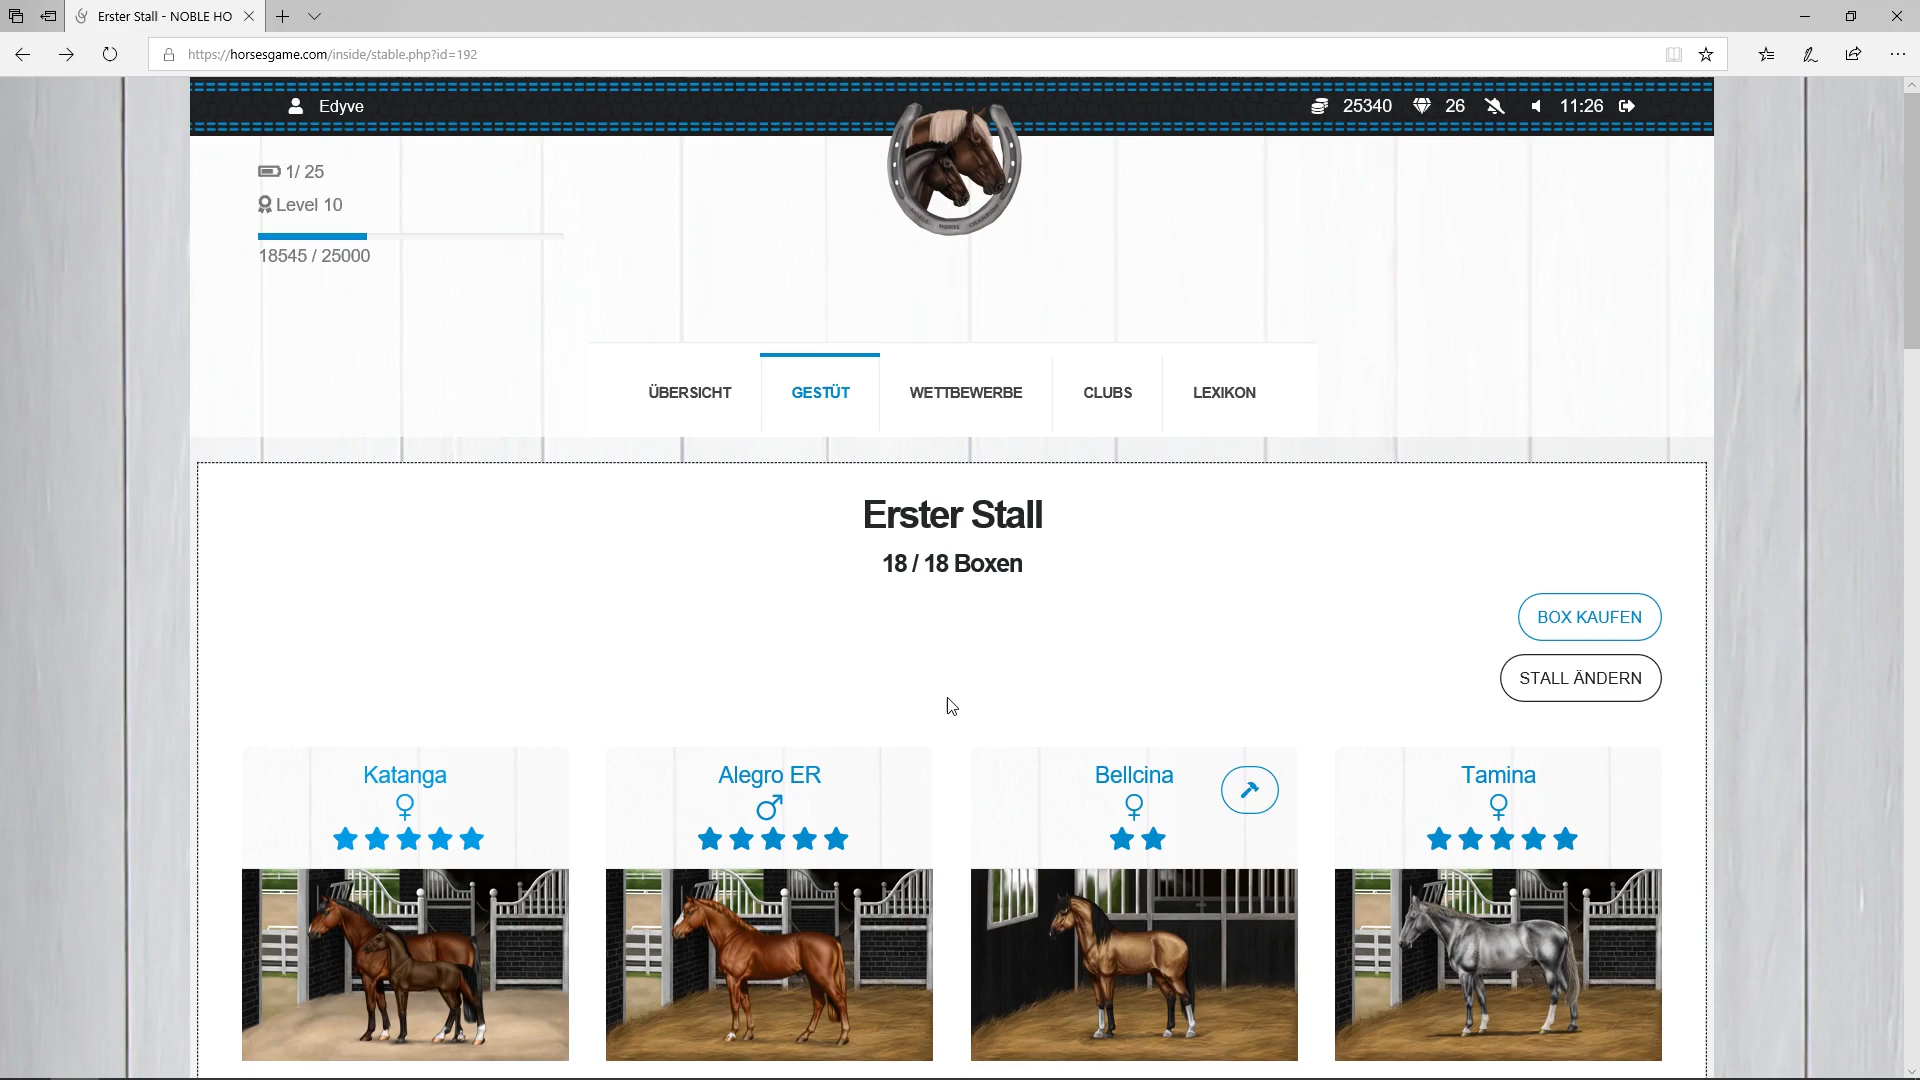 Erster Stall - NOBLE HO
https://horsesgame.com/inside/stable.php?id=192
Edyve
25340
26
11:26
1/ 25
Level 10
18545 / 25000
ÜBERSICHT
GESTÜT
WETTBEWERBE
CLUBS
LEXIKON
Erster Stall
18 / 18 Boxen
BOX KAUFEN
STALL ÄNDERN
Katanga
Alegro ER
Bellcina
Tamina